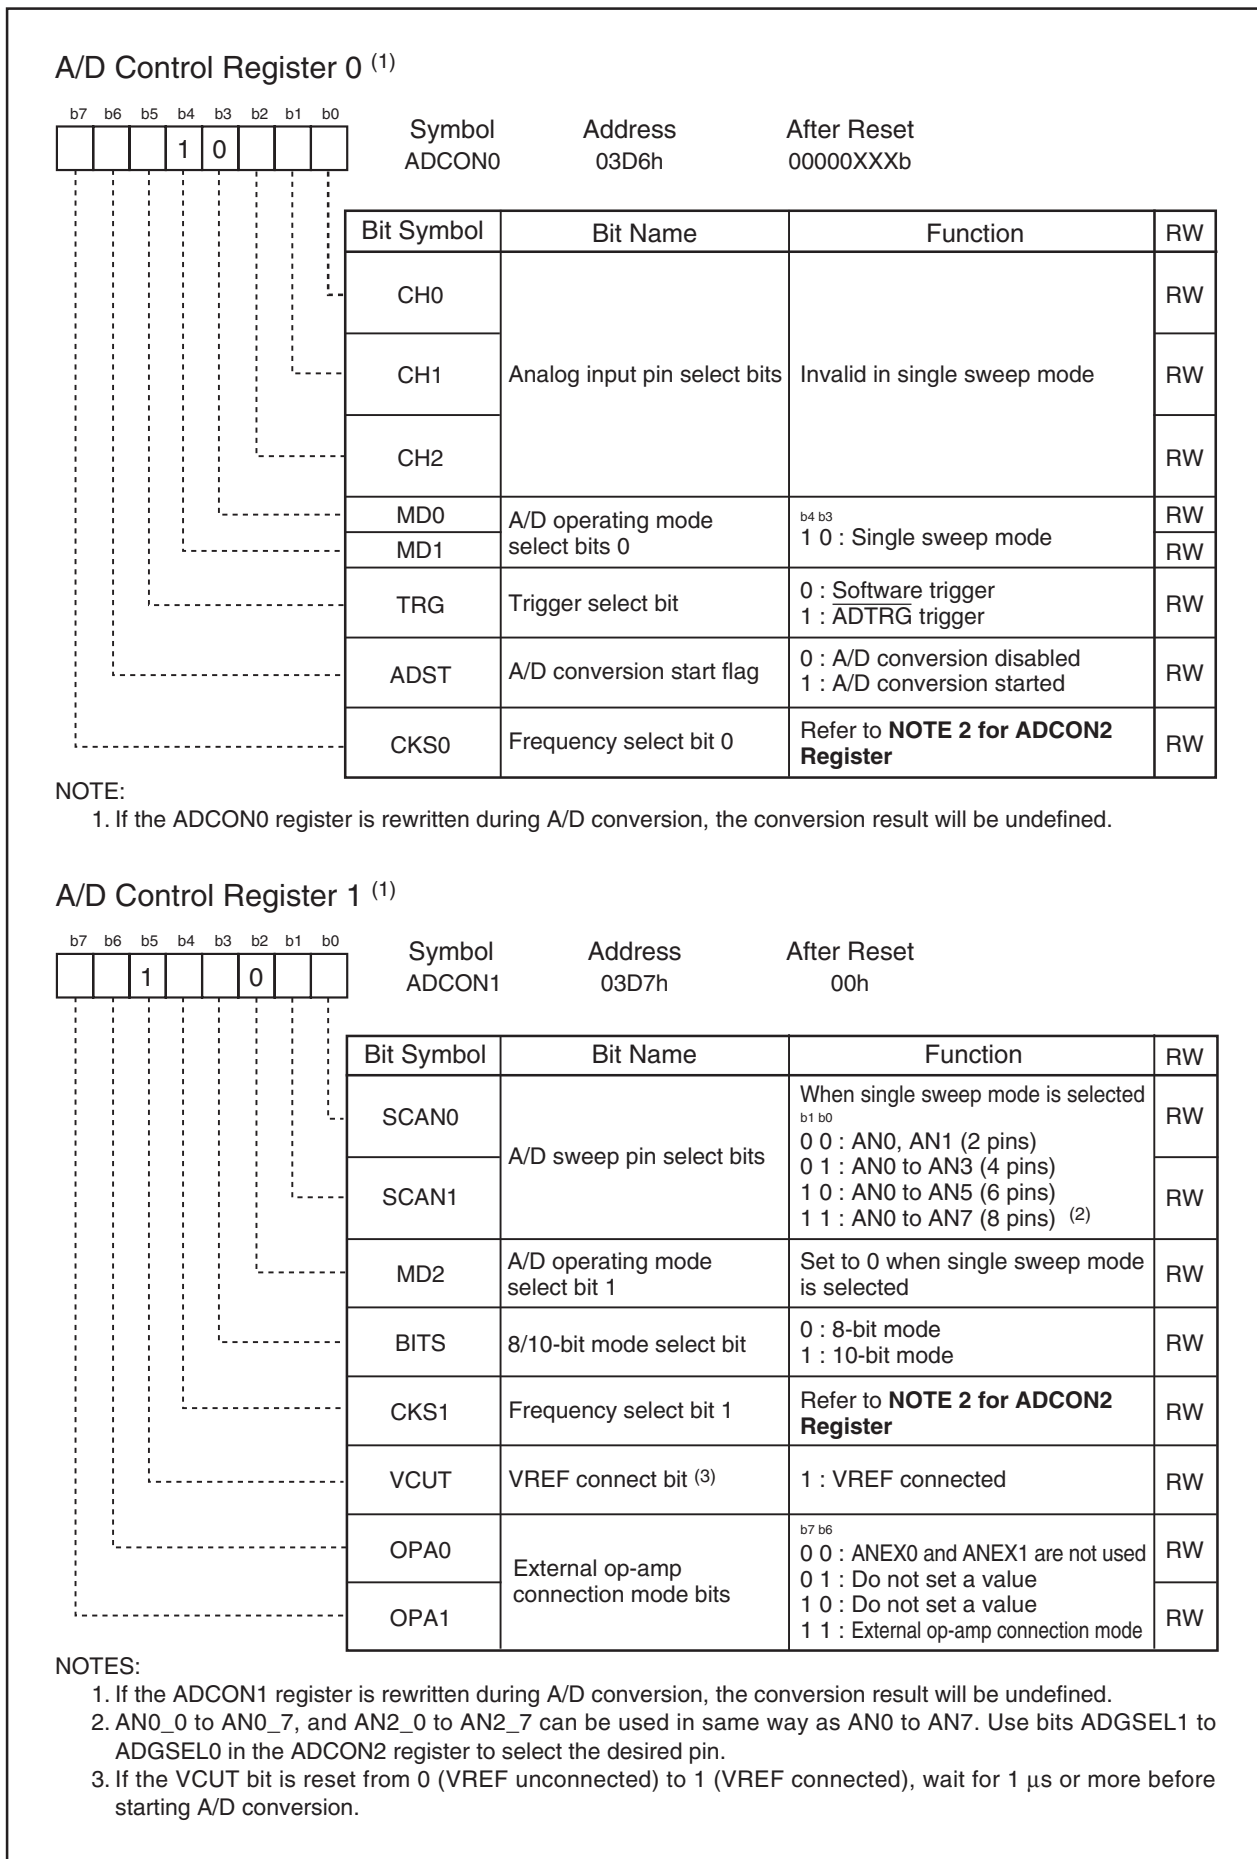 A/D Control Register 0 (1)
b7 b6 b5 b4 b3 b2 b1 b0
1 0
Symbol Address After Reset
ADCON0 03D6h 00000XXXb
Bit Symbol Bit Name Function RW
CH0 RW
CH1 Analog input pin select bits Invalid in single sweep mode RW
CH2 RW
MD0 A/D operating mode b4 b3 RW
MD1 select bits 0 1 0 : Single sweep mode RW
TRG Trigger select bit 0 : Software trigger RW
1 : ADTRG trigger
ADST A/D conversion start flag 0 : A/D conversion disabled RW
1 : A/D conversion started
CKS0 Frequency select bit 0 Refer to NOTE 2 for ADCON2 RW
Register
NOTE:
1. If the ADCON0 register is rewritten during A/D conversion, the conversion result will be undefined.
A/D Control Register 1 (1)
b7 b6 b5 b4 b3 b2 b1 b0
1 0
Symbol Address After Reset
ADCON1 03D7h 00h
Bit Symbol Bit Name Function RW
When single sweep mode is selected
SCAN0 b1 b0 RW
0 0 : AN0, AN1 (2 pins)
A/D sweep pin select bits 0 1 : AN0 to AN3 (4 pins)
SCAN1 1 0 : AN0 to AN5 (6 pins) RW
1 1 : AN0 to AN7 (8 pins) (2)
MD2 A/D operating mode Set to 0 when single sweep mode RW
select bit 1 is selected
BITS 8/10-bit mode select bit 0 : 8-bit mode RW
1 : 10-bit mode
CKS1 Frequency select bit 1 Refer to NOTE 2 for ADCON2 RW
Register
VCUT VREF connect bit (3) 1 : VREF connected RW
b7 b6
OPA0 0 0 : ANEX0 and ANEX1 are not used RW
External op-amp 0 1 : Do not set a value
connection mode bits 1 0 : Do not set a value
OPA1 1 1 : External op-amp connection mode RW
NOTES:
1. If the ADCON1 register is rewritten during A/D conversion, the conversion result will be undefined.
2. AN0_0 to AN0_7, and AN2_0 to AN2_7 can be used in same way as AN0 to AN7. Use bits ADGSEL1 to
ADGSEL0 in the ADCON2 register to select the desired pin.
3. If the VCUT bit is reset from 0 (VREF unconnected) to 1 (VREF connected), wait for 1 μs or more before
starting A/D conversion.